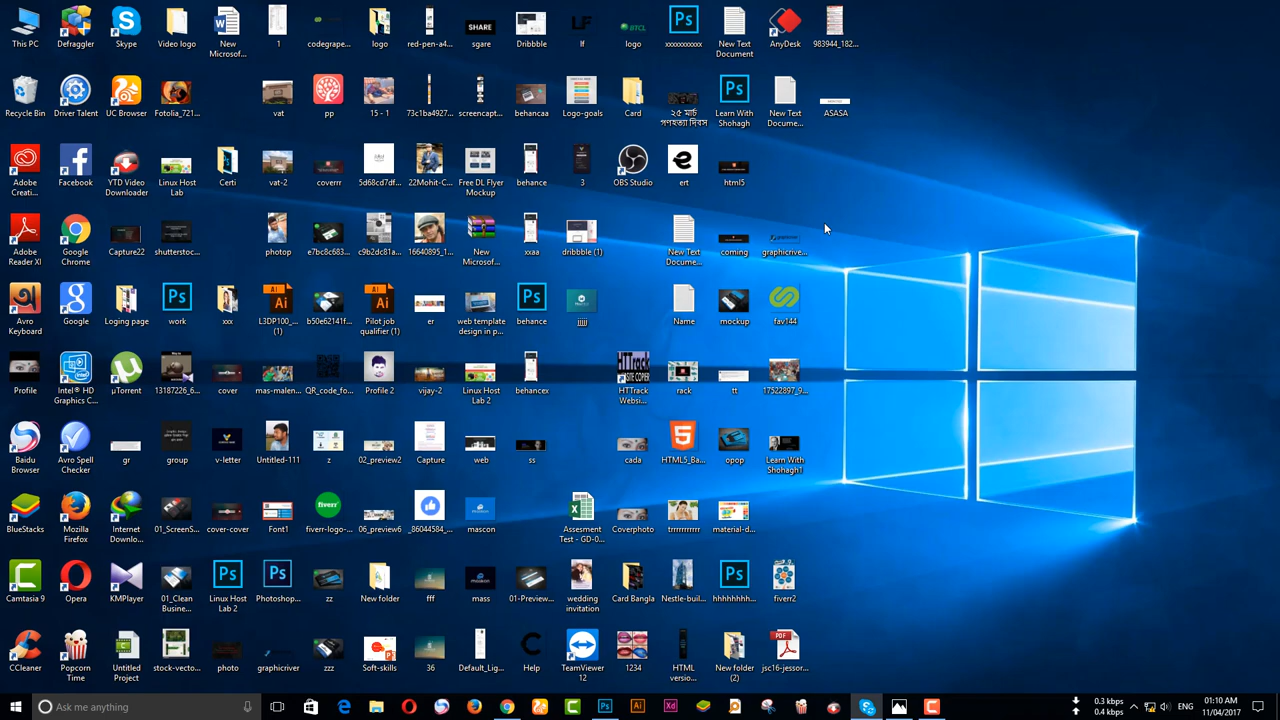 This PC
Defraggler
Skype
Video logo
New Microsof...
1
codegrape...
logo
red-pen-a4...
sgare
Dribbble
lf
logo
xxxxxxxxxx
New Text Document
AnyDesk
983944_182...
Recycle Bin
Driver Talent
UC Browser
Fotolia_721...
vat
pp
15 - 1
73c1ba4927...
screencapt...
behancaa
Logo-goals
Card
২৫ মার্চ গণহত্যা দিবস
Learn With Shohagh
New Text Docume...
ASASA
Adobe Creati...
Facebook
YTD Video Downloader
Linux Host Lab
Certi
vat-2
coverrr
5d68cd7df...
22Mohit-C...
Free DL Flyer Mockup
behance
3
OBS Studio
ert
html5
Adobe Reader XI
Google Chrome
Capture22
shutterstoc...
photop
e7bc8c683...
c9b2dc81a...
16640895_1...
New Microsof...
xxaa
dribbble (1)
New Text Docume...
coming
graphicrive...
Avro Keyboard
Google
Loging page
work
xxx
L3DP100_... (1)
b50e62141f...
Pilot job qualifier (1)
er
web template design in p...
behance
jjjjj
Name
mockup
fav144
Profile
Intel® HD Graphics C...
µTorrent
13187226_6...
cover
mas-malen...
QR_code_fo...
Profile 2
vijay-2
Linux Host Lab 2
behancex
HTTrack Websi...
rack
tt
17522897_9...
Baidu Browser
Avro Spell Checker
gr
group
v-letter
Untitled-111
z
02_preview2
Capture
web
ss
cada
HTML5_Ba...
opop
Learn With Shohagh1
BlueStacks
Mozilla Firefox
Internet Downlo...
01_ScreenS...
cover-cover
Font1
fiverr-logo-...
06_preview6
_86044584_...
mascon
Assesment Test - GD-0...
Coverphoto
trrrrrrrrrrr
material-d...
Camtasia 9
Opera
KMPlayer
01_Clean Busine...
Linux Host Lab 2
Photoshop...
zz
New folder
fff
mass
01-Preview...
wedding invitation
Card Bangla
Nestle-buil...
hhhhhhhh...
fiverr2
CCleaner
Popcorn Time
Untitled Project
stock-vecto...
photo
graphicriver
zzz
Soft-skills
36
Default_Lig...
Help
TeamViewer 12
1234
HTML versio...
New folder (2)
jsc16-jessor...
Ask me anything
0.3 kbps
0.4 kbps
ENG
01:10 AM
11/04/2017